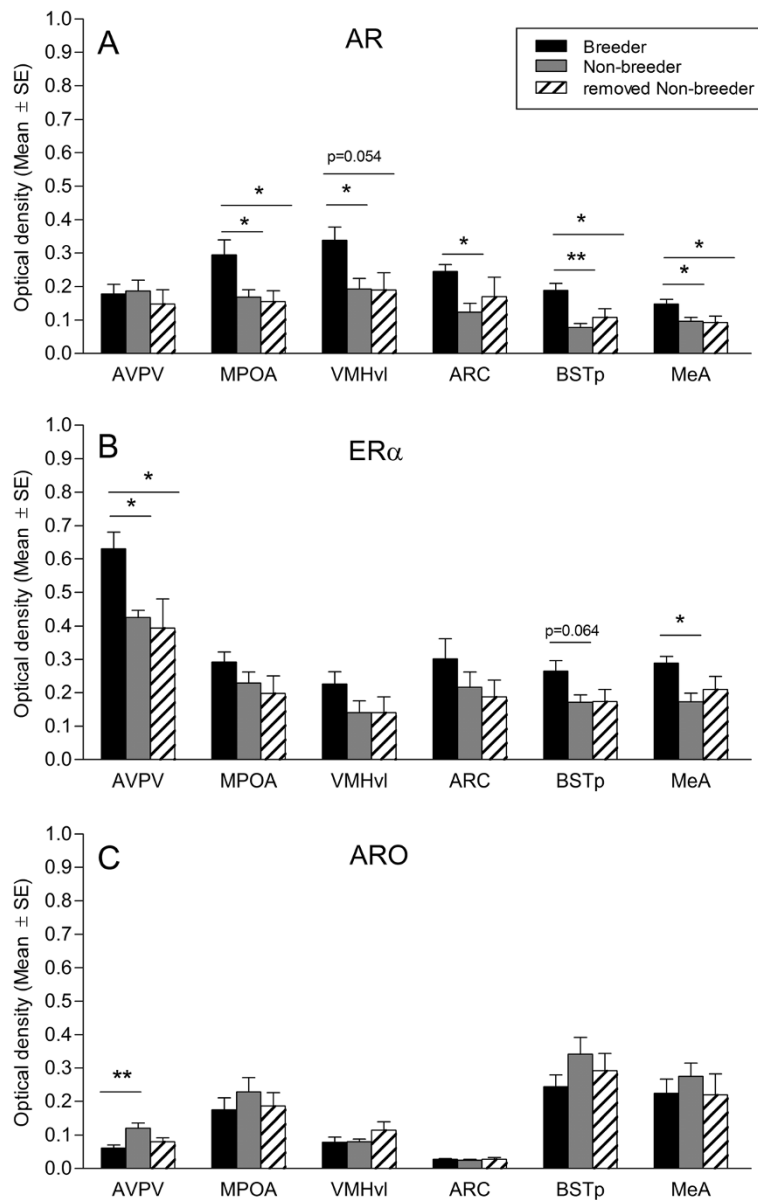 A
AR
Breeder
Non-breeder
removed Non-breeder
Optical density (Mean ± SE)
1.0
0.9
0.8
0.7
0.6
0.5
0.4
0.3
0.2
0.1
0.0
*
*
p=0.054
*
*
*
**
*
*
AVPV MPOA VMHvl ARC BSTp MeA
B
ERα
Optical density (Mean ± SE)
1.0
0.9
0.8
0.7
0.6
0.5
0.4
0.3
0.2
0.1
0.0
*
*
p=0.064
*
AVPV MPOA VMHvl ARC BSTp MeA
C
ARO
Optical density (Mean ± SE)
1.0
0.9
0.8
0.7
0.6
0.5
0.4
0.3
0.2
0.1
0.0
**
AVPV MPOA VMHvl ARC BSTp MeA